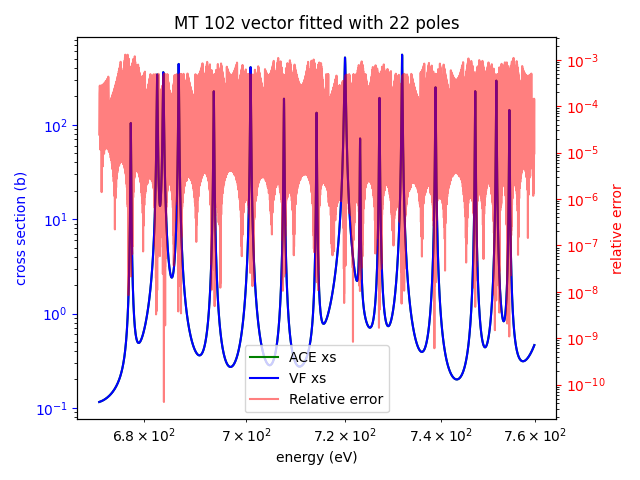 MT 102 vector fitted with 22 poles
cross section (b)
10²
10¹
10⁰
10⁻¹
10⁻³
10⁻⁴
10⁻⁵
10⁻⁶
10⁻⁷
10⁻⁸
10⁻⁹
10⁻¹⁰
relative error
ACE xs
VF xs
Relative error
6.8 × 10² 7 × 10² 7.2 × 10² 7.4 × 10² 7.6 × 10²
energy (eV)